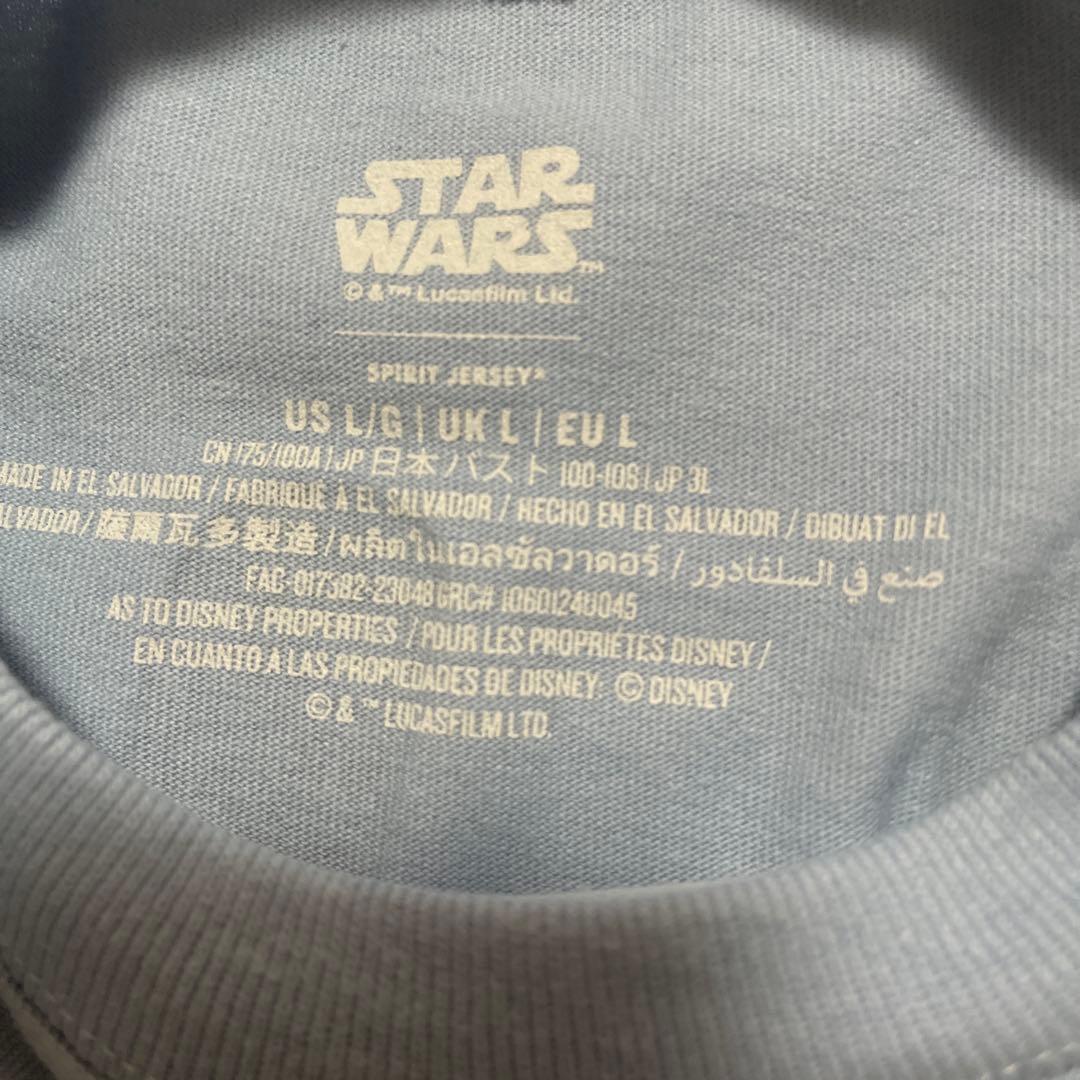 STAR
WARS™
© & ™ Lucasfilm Ltd.
SPIRIT JERSEY®
US L/G | UK L | EU L
CN 175/100A | JP 日本 バスト 100-106 | JP 3L
MADE IN EL SALVADOR / FABRIQUÉ À EL SALVADOR / HECHO EN EL SALVADOR / DIBUAT DI EL
SALVADOR / 薩爾瓦多製造 / ผลิตในเอลซัลวาดอร์ / صنع في السلفادور
FAC-017582-23048 GRC# 10601240045
AS TO DISNEY PROPERTIES / POUR LES PROPRIÉTÉS DISNEY /
EN CUANTO A LAS PROPIEDADES DE DISNEY: © DISNEY
© & ™ LUCASFILM LTD.